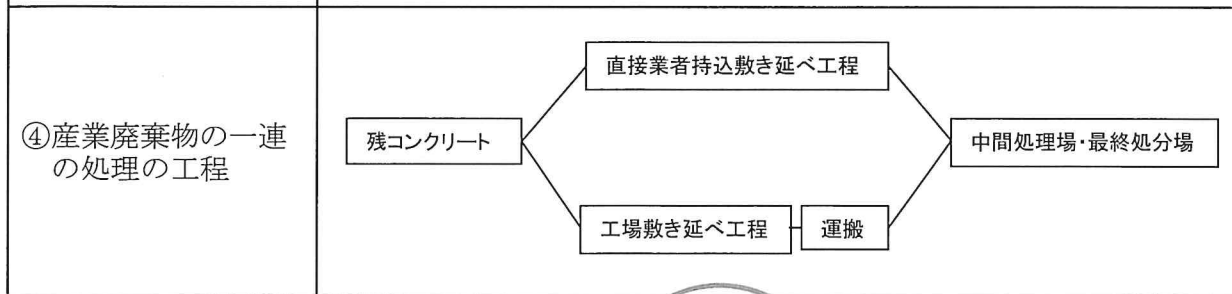 ④産業廃棄物の一連
の処理の工程
残コンクリート
直接業者持込敷き延べ工程
工場敷き延べ工程
運搬
中間処理場・最終処分場